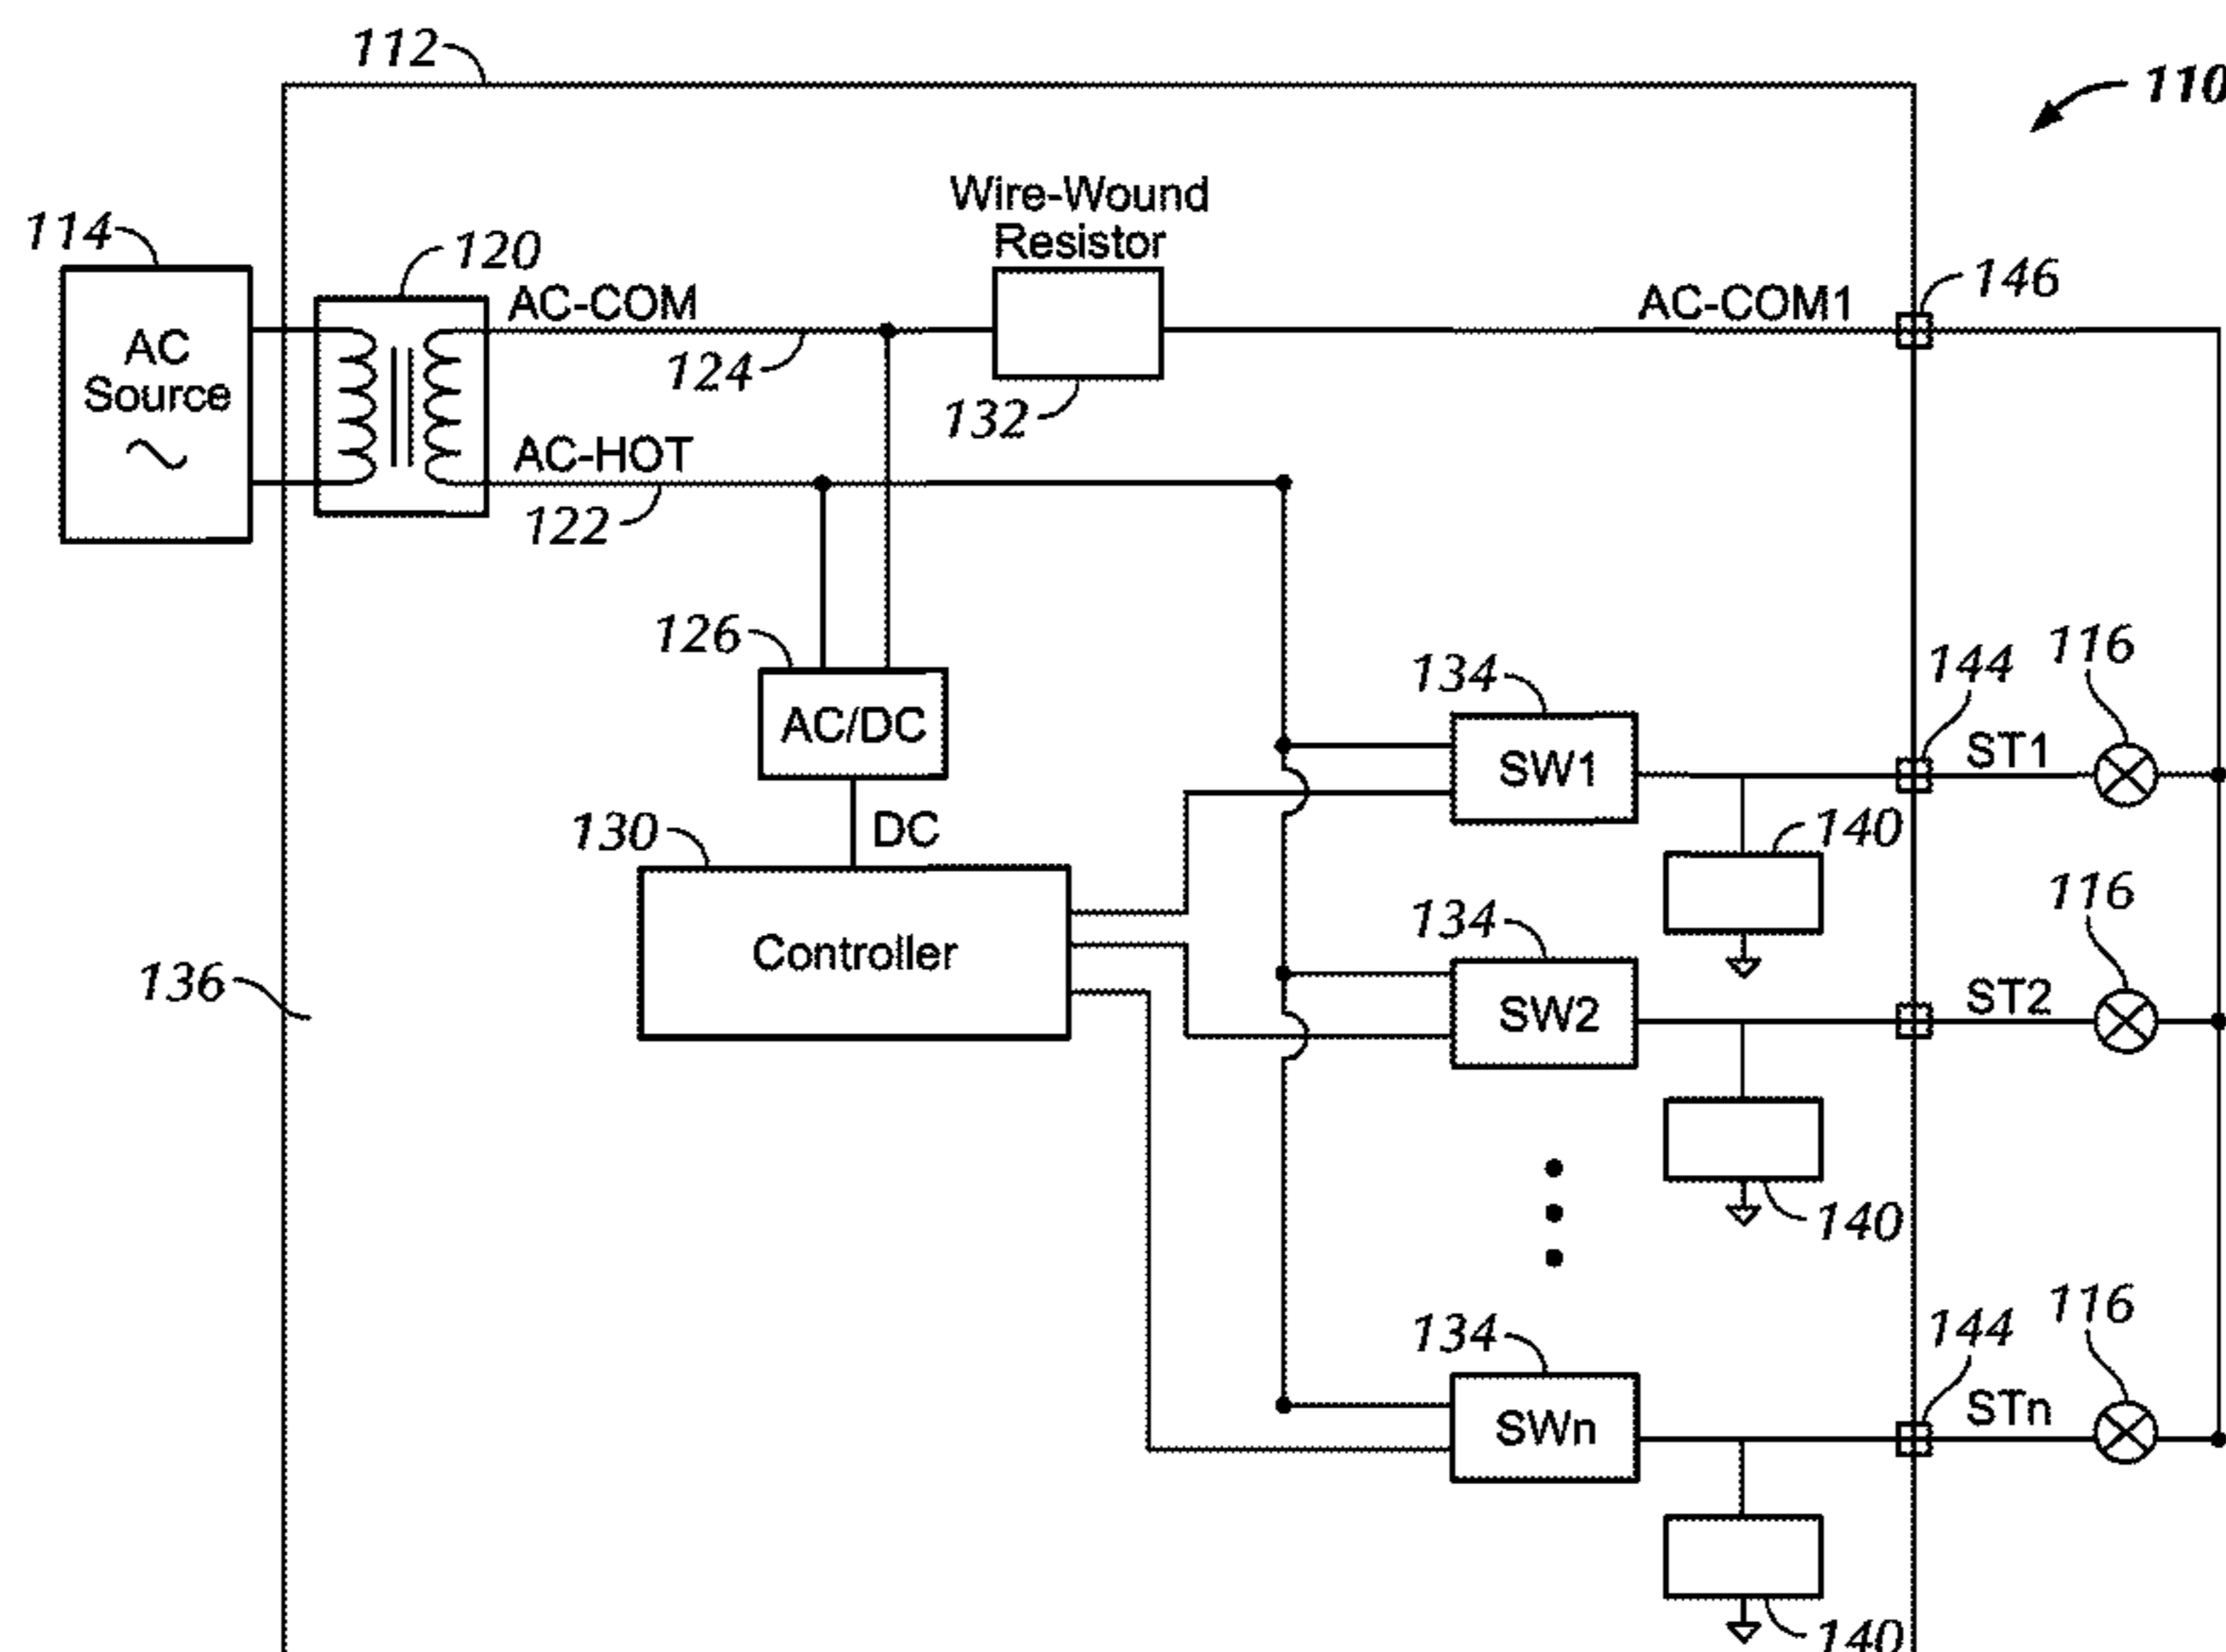 112
110
Wire-Wound
Resistor
114
120
146
AC-COM
AC-COM1
AC
Source
124
132
AC-HOT
122
126
134
144
116
AC/DC
SW1
ST1
130
DC
140
134
116
Controller
136
SW2
ST2
140
134
144
116
SWn
STn
140